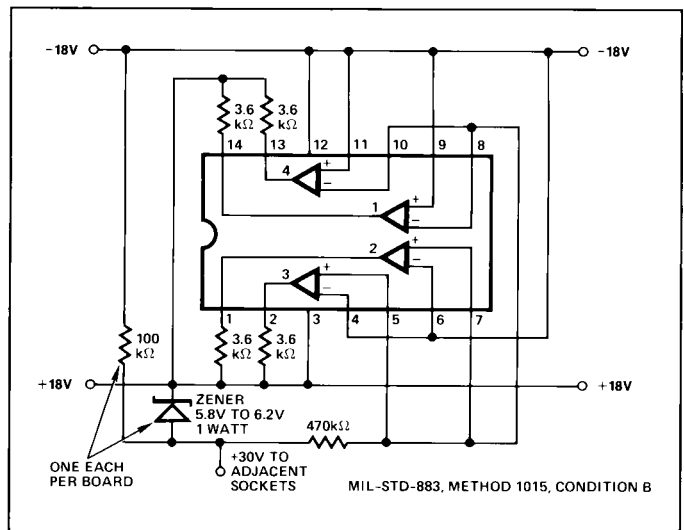 −18V −18V
3.6 kΩ 3.6 kΩ
14 13 12 11 10 9 8
4 + −
1 + −
2 + −
3 + −
1 2 3 4 5 6 7
100 kΩ
3.6 kΩ 3.6 kΩ
+18V +18V
ZENER
5.8V TO 6.2V
1 WATT
470kΩ
ONE EACH
PER BOARD
+30V TO
ADJACENT
SOCKETS
MIL-STD-883, METHOD 1015, CONDITION B